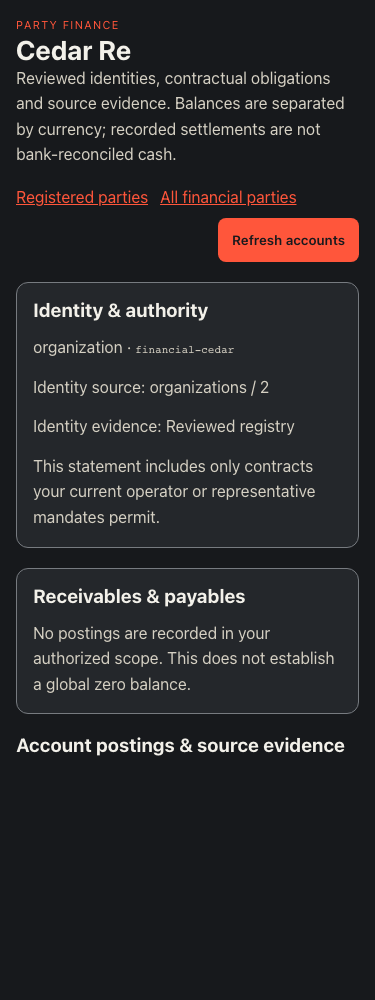 PARTY FINANCE
Cedar Re
Reviewed identities, contractual obligations
and source evidence. Balances are separated
by currency; recorded settlements are not
bank-reconciled cash.
Registered parties All financial parties
Refresh accounts
Identity & authority
organization · financial-cedar
Identity source: organizations / 2
Identity evidence: Reviewed registry
This statement includes only contracts
your current operator or representative
mandates permit.
Receivables & payables
No postings are recorded in your
authorized scope. This does not establish
a global zero balance.
Account postings & source evidence